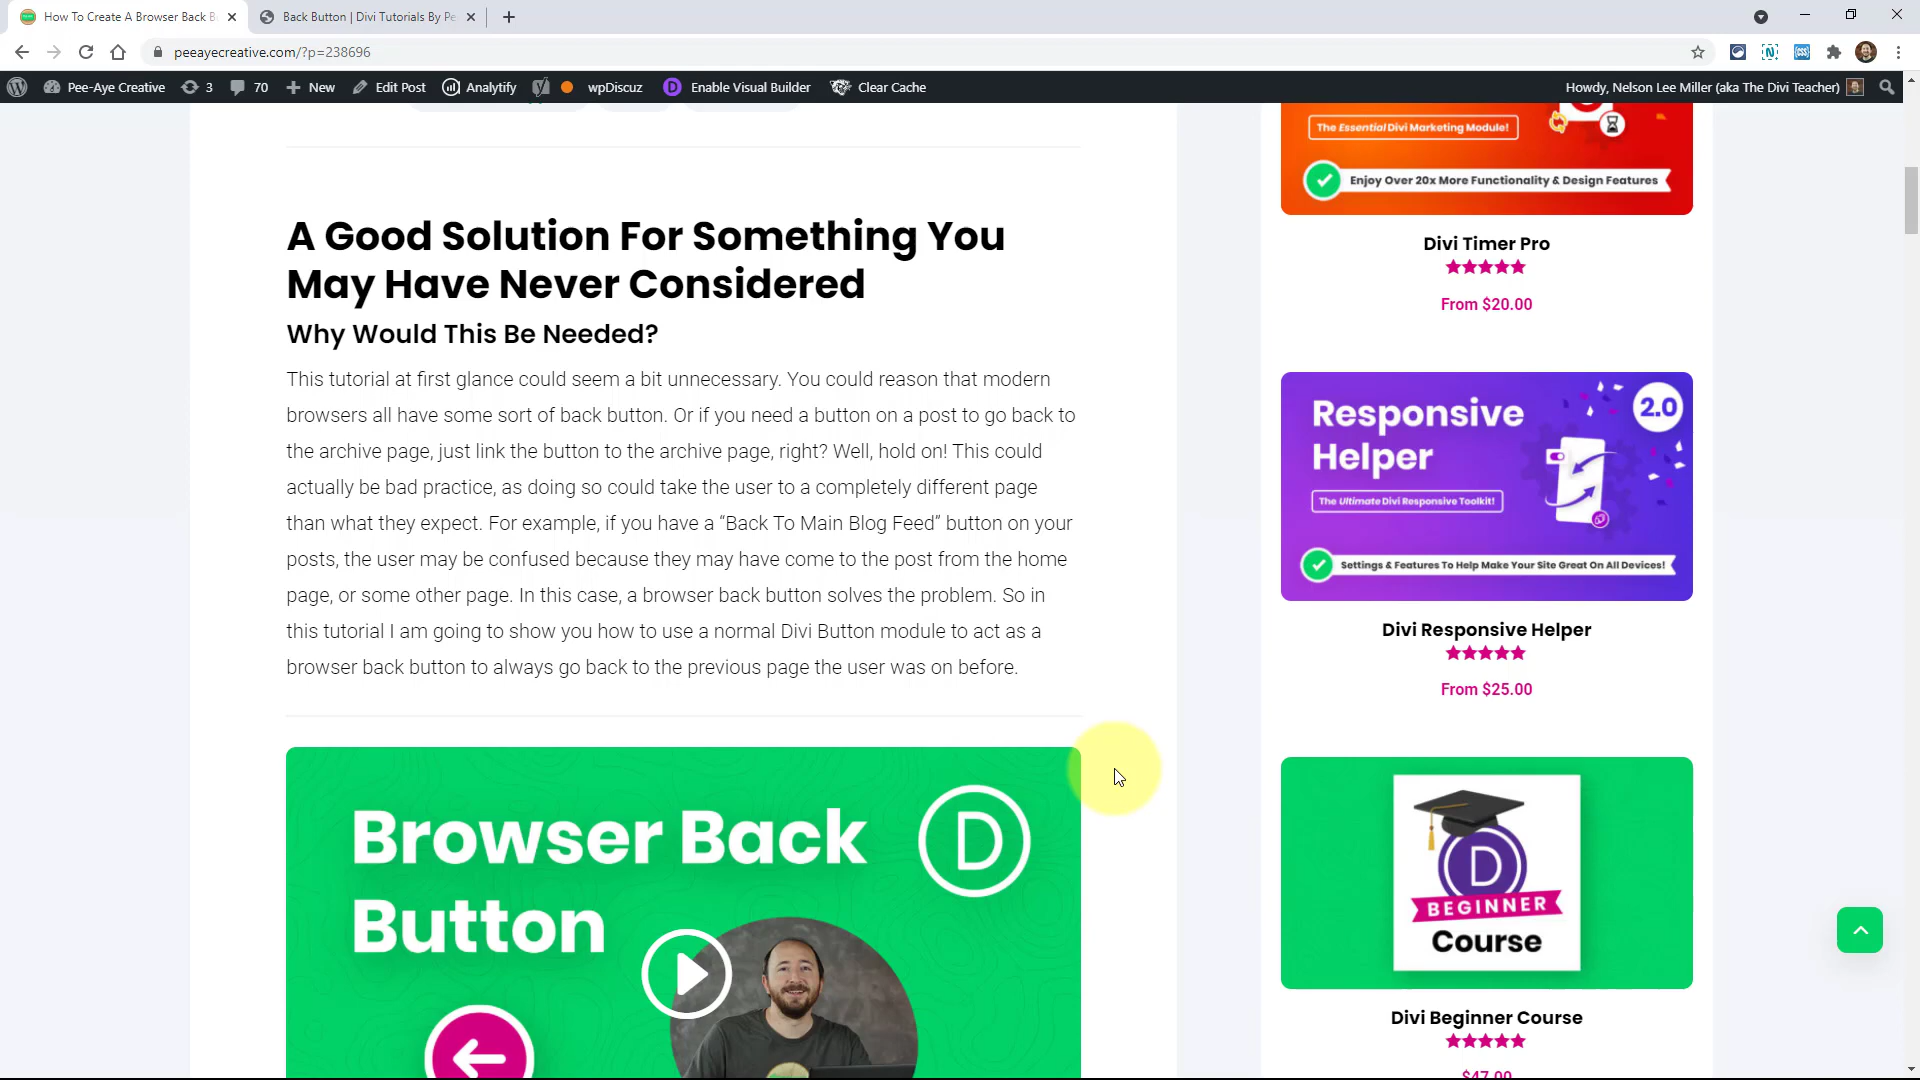 How To Create A Browser Back B
Back Button | Divi Tutorials By Pe
peeayecreative.com/?p=238696
Pee-Aye Creative
3
70
New
Edit Post
Analytify
wpDiscuz
Enable Visual Builder
Clear Cache
Howdy, Nelson Lee Miller (aka The Divi Teacher)
A Good Solution For Something You
May Have Never Considered
Why Would This Be Needed?
This tutorial at first glance could seem a bit unnecessary. You could reason that modern
browsers all have some sort of back button. Or if you need a button on a post to go back to
the archive page, just link the button to the archive page, right? Well, hold on! This could
actually be bad practice, as doing so could take the user to a completely different page
than what they expect. For example, if you have a “Back To Main Blog Feed” button on your
posts, the user may be confused because they may have come to the post from the home
page, or some other page. In this case, a browser back button solves the problem. So in
this tutorial I am going to show you how to use a normal Divi Button module to act as a
browser back button to always go back to the previous page the user was on before.
Browser Back
Button
D
The Essential Divi Marketing Module!
Enjoy Over 20x More Functionality & Design Features
Divi Timer Pro
From $20.00
Responsive
Helper
2.0
The Ultimate Divi Responsive Toolkit!
Settings & Features To Help Make Your Site Great On All Devices!
Divi Responsive Helper
From $25.00
D
BEGINNER
Course
Divi Beginner Course
$47.00